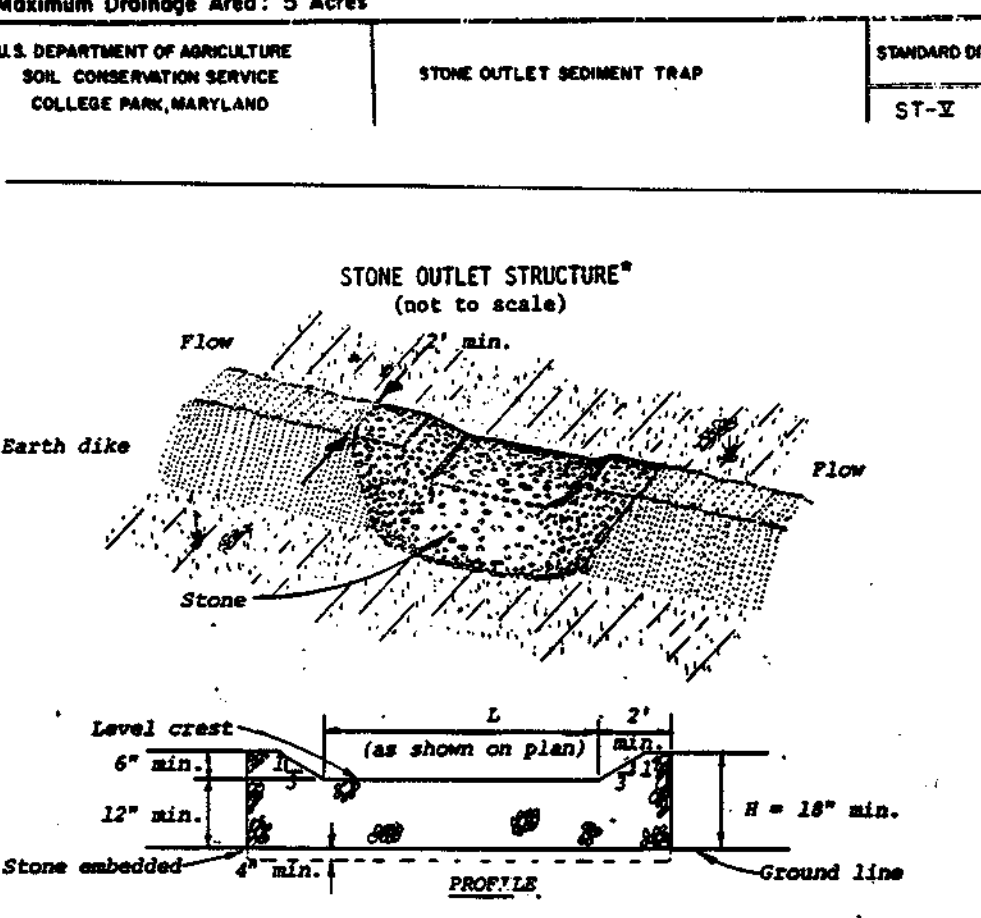 Maximum Drainage Area: 5 Acres
U.S. DEPARTMENT OF AGRICULTURE
SOIL CONSERVATION SERVICE
COLLEGE PARK, MARYLAND
STONE OUTLET SEDIMENT TRAP
STANDARD
ST-V
STONE OUTLET STRUCTURE*
(not to scale)
Flow
2' min.
Earth dike
Flow
Stone
Level crest
L
2'
(as shown on plan)
min.
6" min.
1
3
3
1
12" min.
H = 18" min.
Stone embedded
4" min.
Ground line
PROFILE